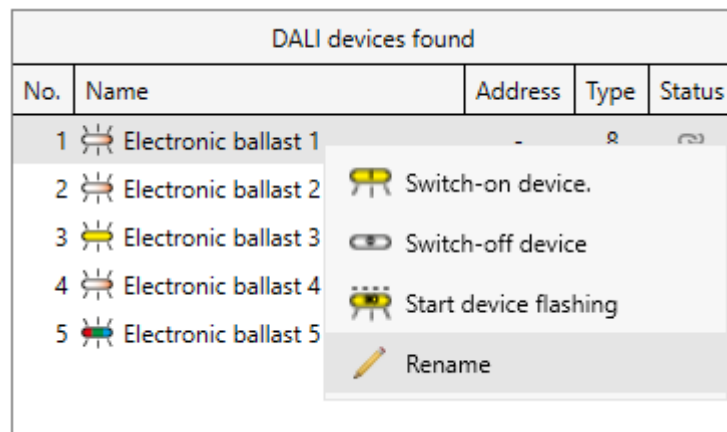 DALI devices found
No. Name Address Type Status
1 Electronic ballast 1 - 8
Switch-on device.
2 Electronic ballast 2
Switch-off device
3 Electronic ballast 3
4 Electronic ballast 4
Start device flashing
5 Electronic ballast 5
Rename